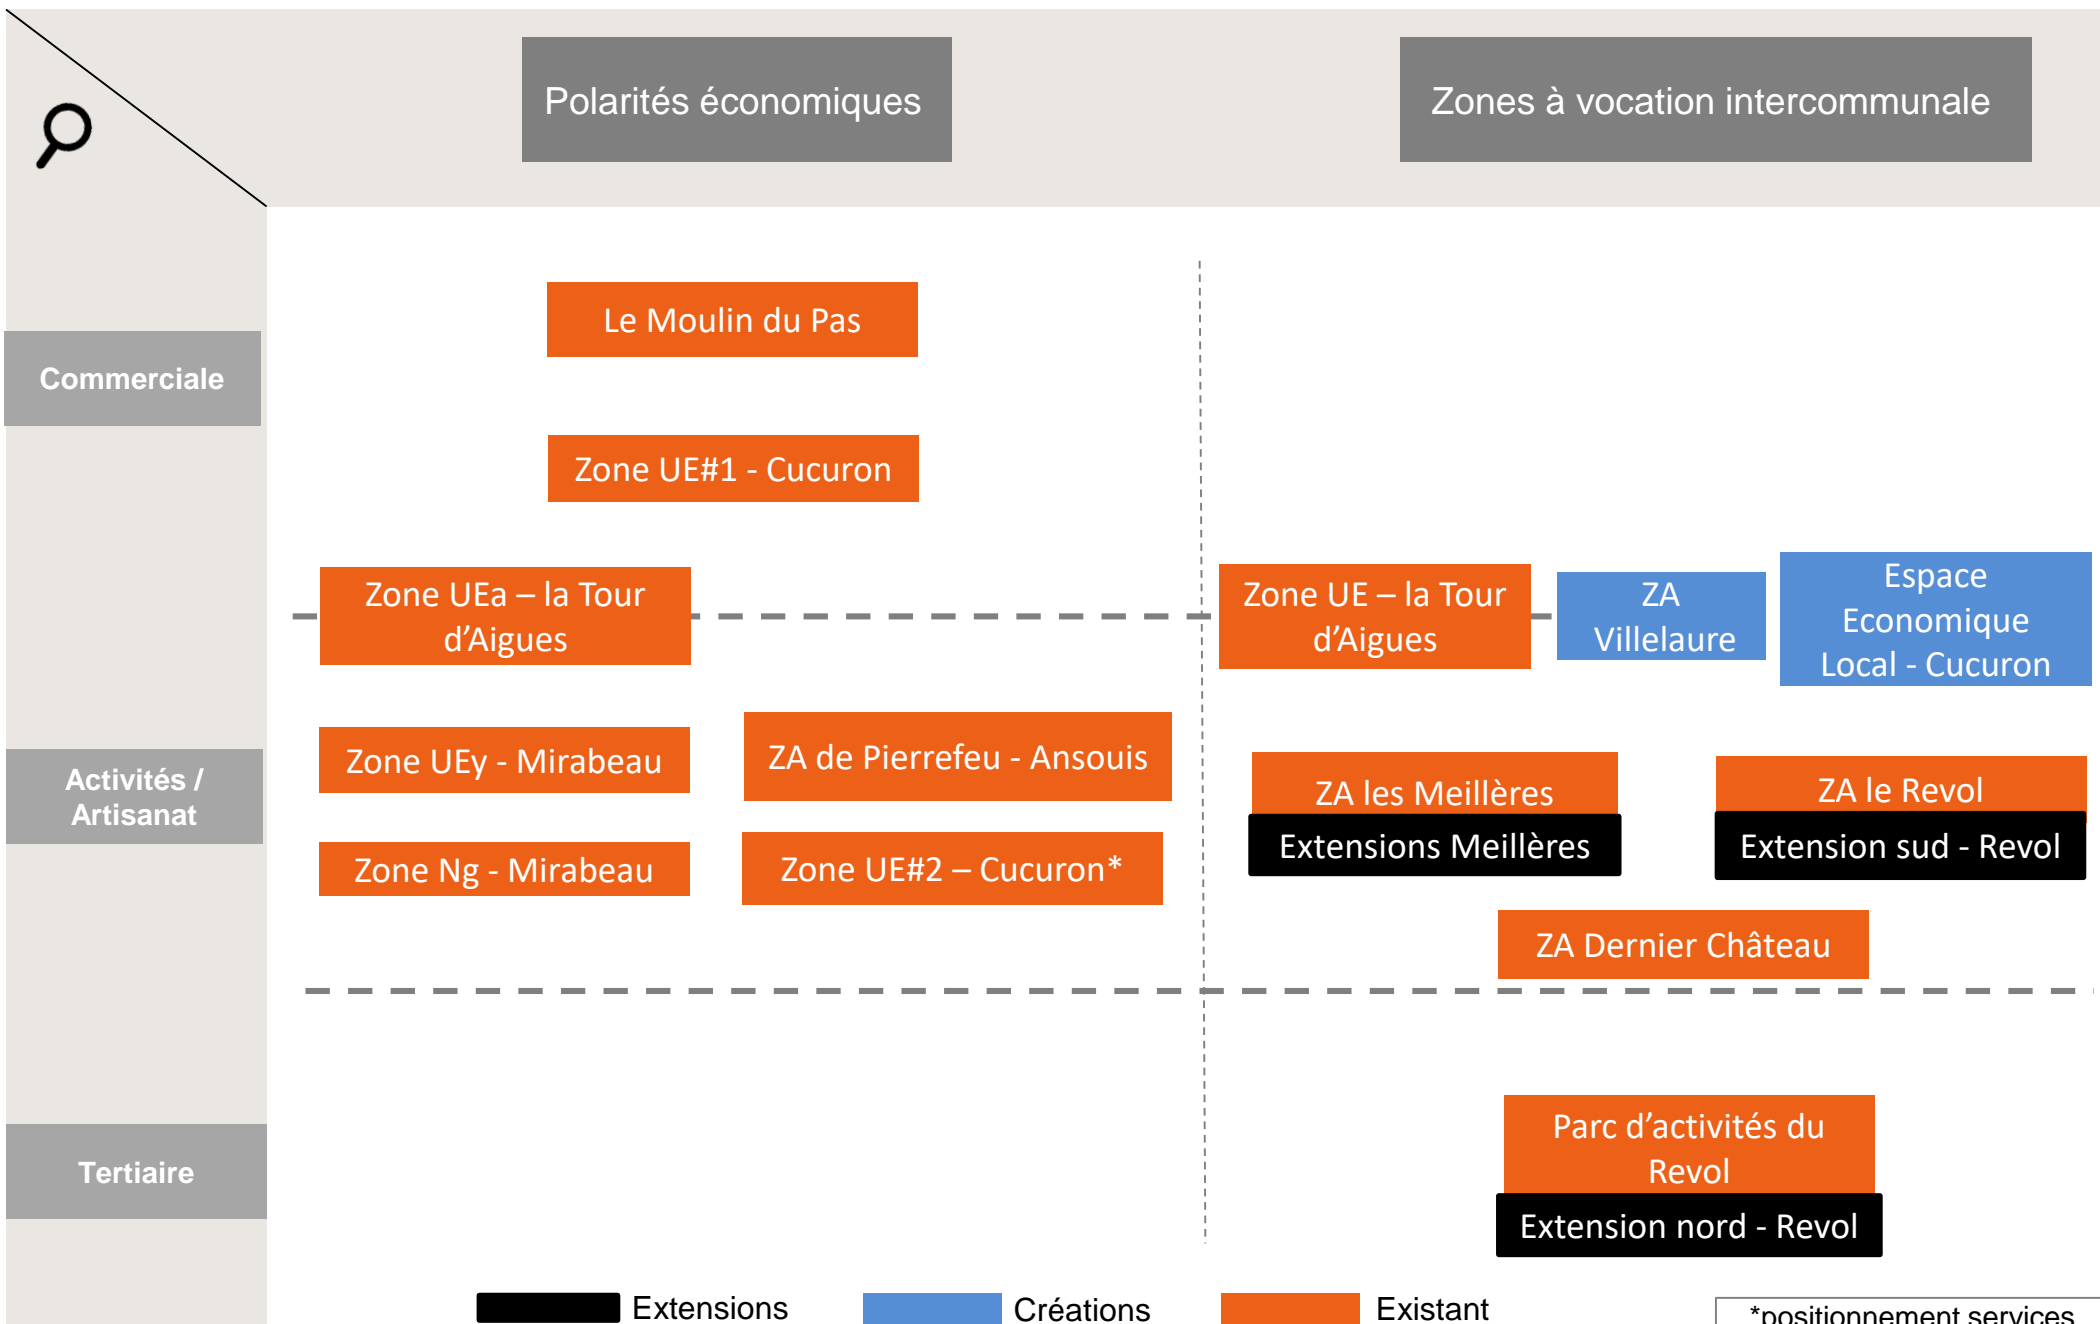 Polarités économiques
Zones à vocation intercommunale
Commerciale
Le Moulin du Pas
Zone UE#1 - Cucuron
Zone UEa – la Tour
d’Aigues
Zone UE – la Tour
d’Aigues
ZA
Villelaure
Espace
Economique
Local - Cucuron
Activités /
Artisanat
Zone UEy - Mirabeau
ZA de Pierrefeu - Ansouis
Zone Ng - Mirabeau
Zone UE#2 – Cucuron*
ZA les Meillères
Extensions Meillères
ZA le Revol
Extension sud - Revol
ZA Dernier Château
Tertiaire
Parc d’activités du
Revol
Extension nord - Revol
Extensions
Créations
Existant
*positionnement services